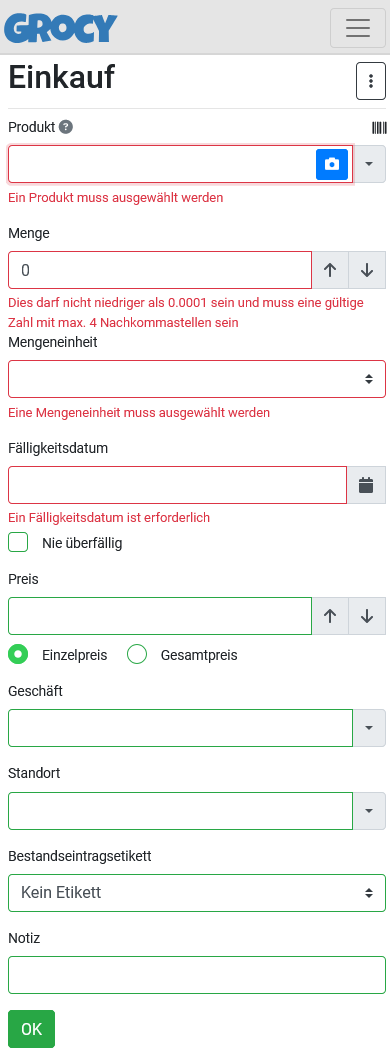 GROCY
Einkauf
Produkt
Ein Produkt muss ausgewählt werden
Menge
0
Dies darf nicht niedriger als 0.0001 sein und muss eine gültige
Zahl mit max. 4 Nachkommastellen sein
Mengeneinheit
Eine Mengeneinheit muss ausgewählt werden
Fälligkeitsdatum
Ein Fälligkeitsdatum ist erforderlich
Nie überfällig
Preis
Einzelpreis Gesamtpreis
Geschäft
Standort
Bestandseintragsetikett
Kein Etikett
Notiz
OK